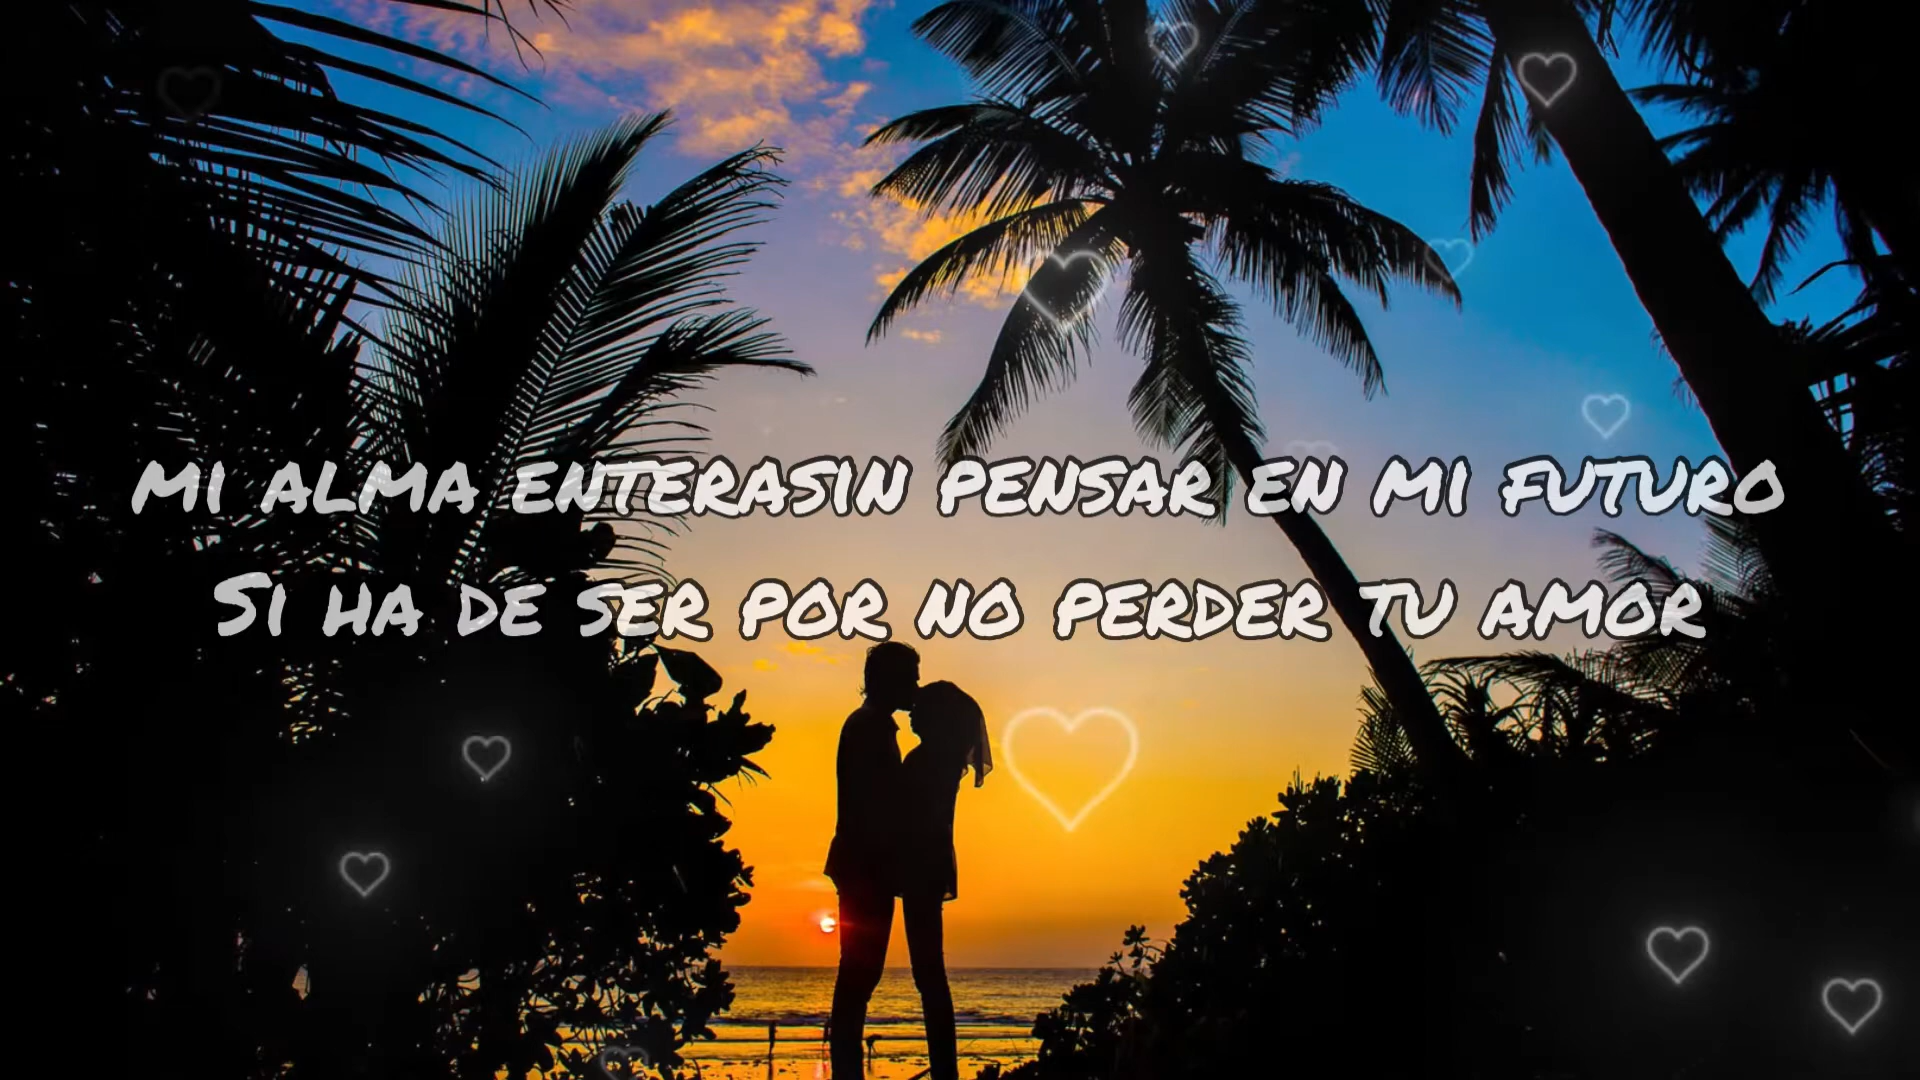 mi alma enterasin pensar en mi futuro
Si ha de ser por no perder tu amor